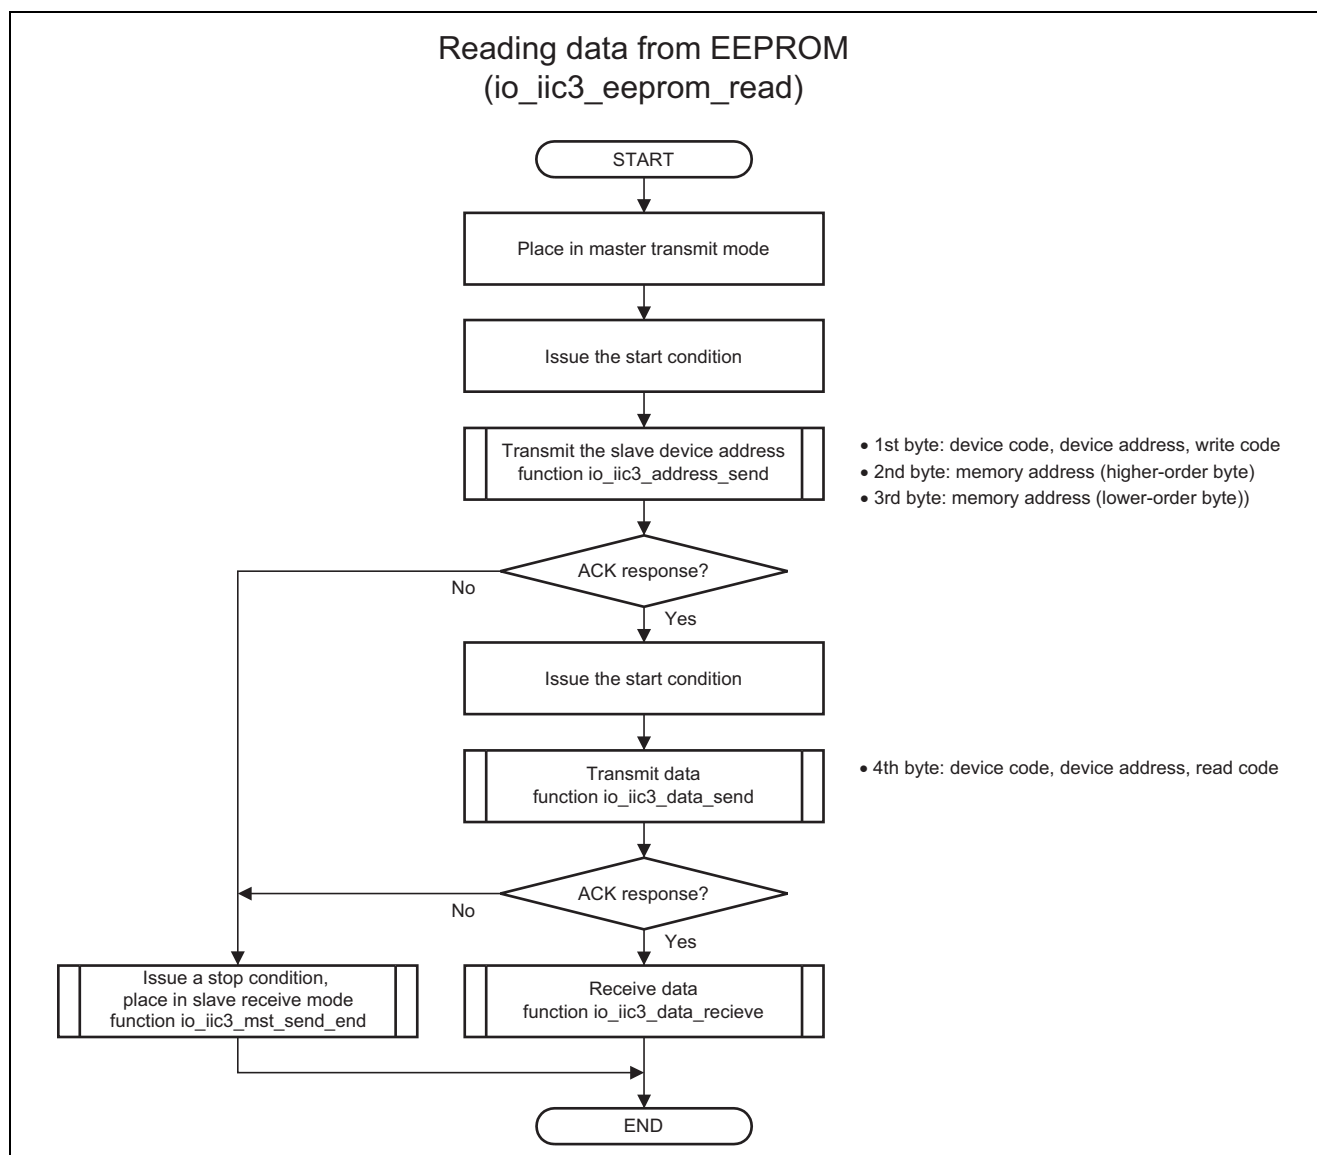 Reading data from EEPROM
(io_iic3_eeprom_read)
START
Place in master transmit mode
Issue the start condition
Transmit the slave device address
function io_iic3_address_send
• 1st byte: device code, device address, write code
• 2nd byte: memory address (higher-order byte)
• 3rd byte: memory address (lower-order byte))
ACK response?
No
Yes
Issue the start condition
Transmit data
function io_iic3_data_send
• 4th byte: device code, device address, read code
ACK response?
No
Yes
Issue a stop condition,
place in slave receive mode
function io_iic3_mst_send_end
Receive data
function io_iic3_data_recieve
END